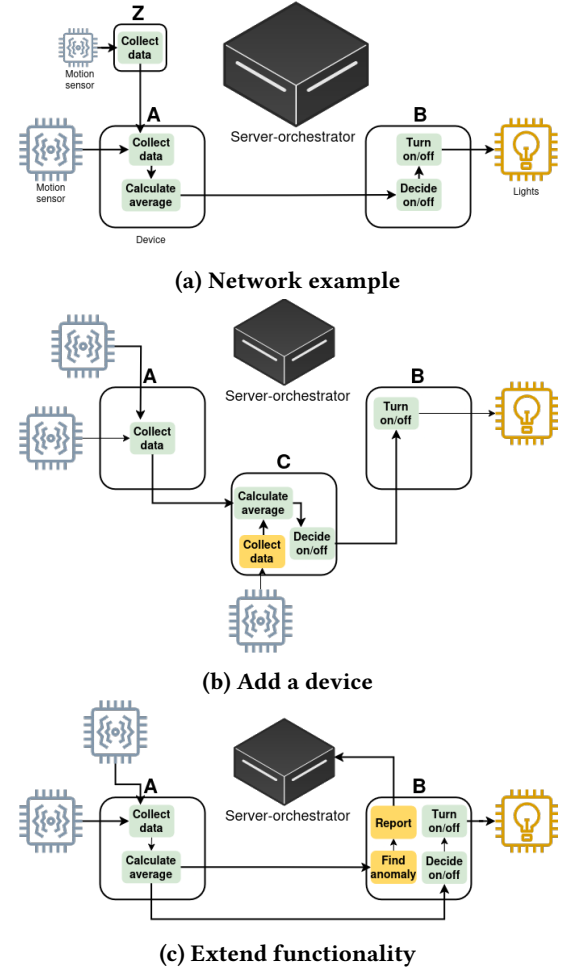 Z
Collect
data
Motion
sensor
Server-orchestrator
A
Collect
data
Calculate
average
Motion
sensor
Device
B
Turn
on/off
Decide
on/off
Lights
(a) Network example
Server-orchestrator
A
Collect
data
B
Turn
on/off
C
Calculate
average
Decide
on/off
Collect
data
(b) Add a device
Server-orchestrator
A
Collect
data
Calculate
average
B
Report
Turn
on/off
Find
anomaly
Decide
on/off
(c) Extend functionality